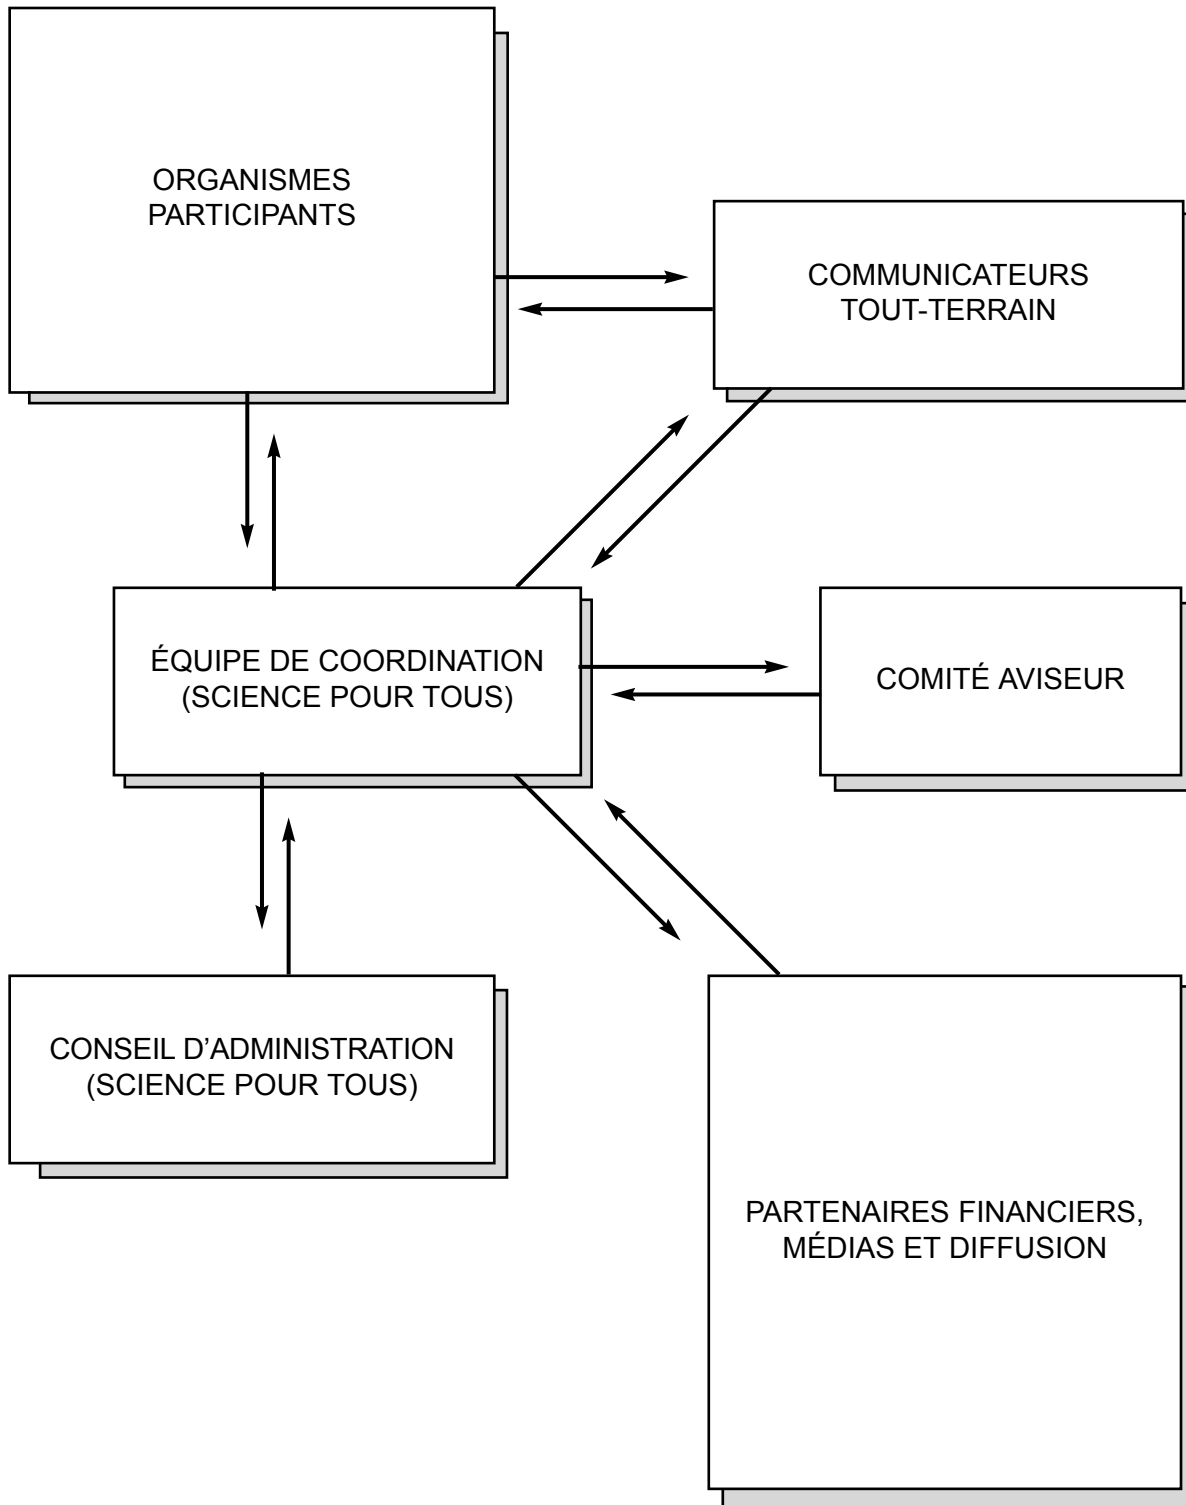 ORGANISMES
PARTICIPANTS
COMMUNICATEURS
TOUT-TERRAIN
ÉQUIPE DE COORDINATION
(SCIENCE POUR TOUS)
COMITÉ AVISEUR
CONSEIL D'ADMINISTRATION
(SCIENCE POUR TOUS)
PARTENAIRES FINANCIERS,
MÉDIAS ET DIFFUSION